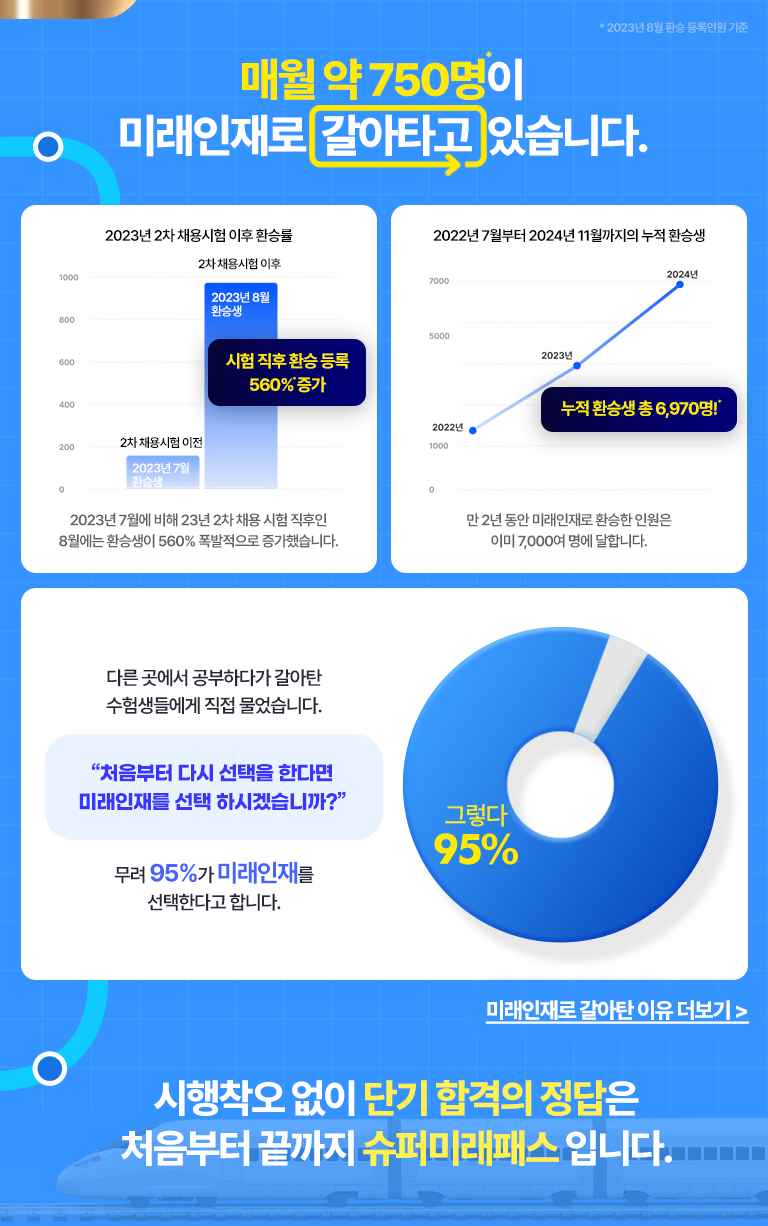 * 2023년 8월 환승 등록인원 기준
매월 약 750명*이
미래인재로 갈아타고 있습니다.
2023년 2차 채용시험 이후 환승률
2차 채용시험 이후
1000
800
600
400
200
0
2023년 8월
환승생
시험 직후 환승 등록
560%*증가
2차 채용시험 이전
2023년 7월
환승생
2023년 7월에 비해 23년 2차 채용 시험 직후인
8월에는 환승생이 560% 폭발적으로 증가했습니다.
2022년 7월부터 2024년 11월까지의 누적 환승생
7000
5000
1000
0
2024년
2023년
2022년
누적 환승생 총 6,970명!*
만 2년 동안 미래인재로 환승한 인원은
이미 7,000여 명에 달합니다.
다른 곳에서 공부하다가 갈아탄
수험생들에게 직접 물었습니다.
“처음부터 다시 선택을 한다면
미래인재를 선택 하시겠습니까?”
무려 95%가 미래인재를
선택한다고 합니다.
그렇다
95%
미래인재로 갈아탄 이유 더보기 >
시행착오 없이 단기 합격의 정답은
처음부터 끝까지 슈퍼미래패스 입니다.